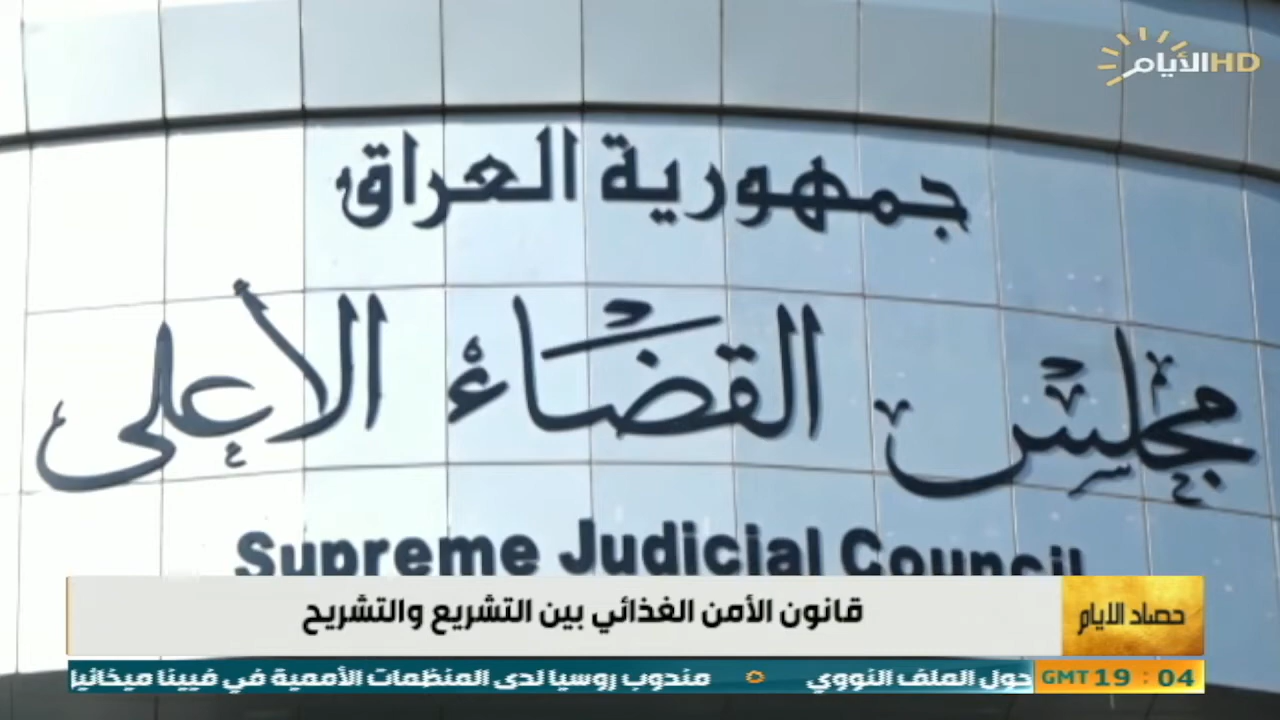 الأيام HD
جمهورية العراق
مجلس القضاء الأعلى
Supreme Judicial Council
حصاد الايام
قانون الأمن الغذائي بين التشريع والتشريح
GMT 19 : 04
حول الملف النووي ○ مندوب روسيا لدى المنظمات الأممية في فيينا ميخائيل